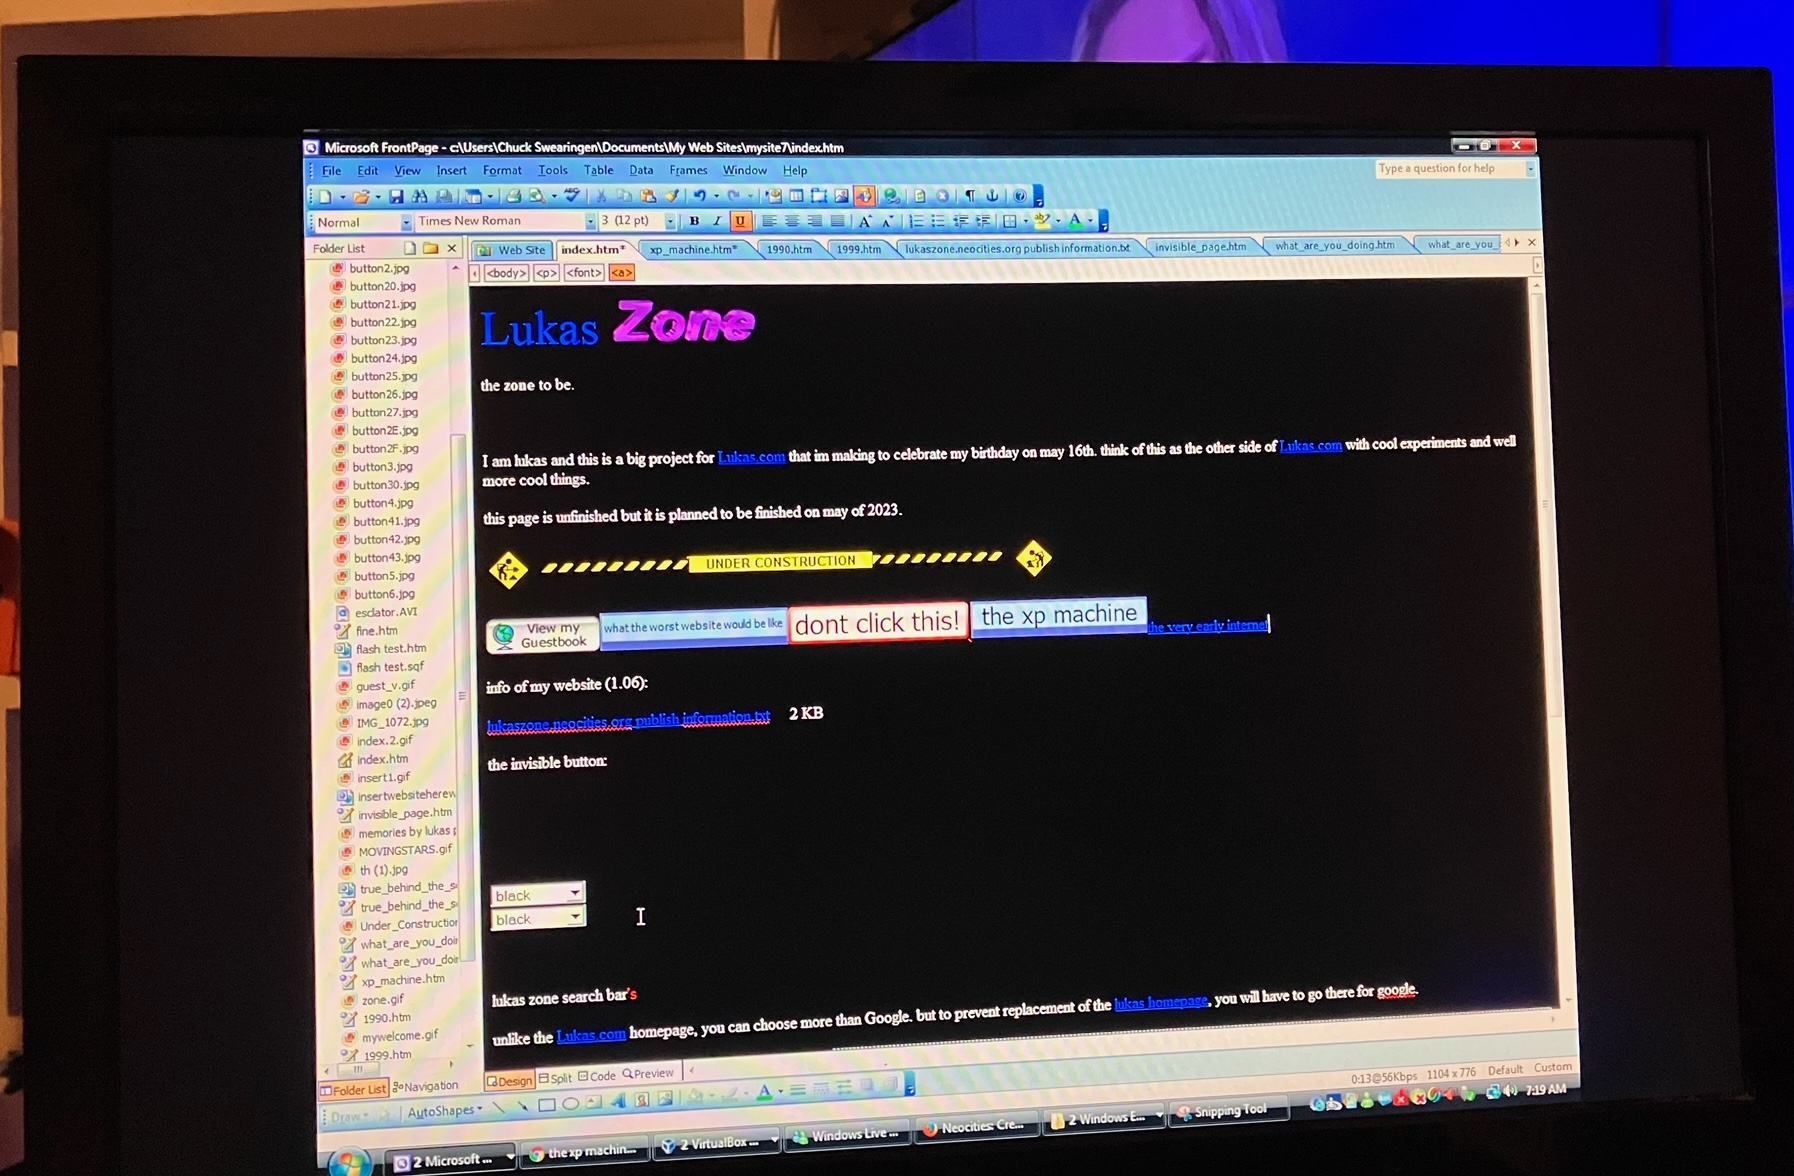 Microsoft FrontPage - c:\Users\Chuck Swearingen\Documents\My Web Sites\mysite7\index.htm
File Edit View Insert Format Tools Table Data Frames Window Help
Type a question for help
Normal Times New Roman 3 (12 pt) B I U
Folder List
Web Site index.htm* xp_machine.htm* 1990.htm 1999.htm lukaszone.neocities.org publish information.txt invisible_page.htm what_are_you_doing.htm what_are_you_
<body> <p> <font> <a>
button2.jpg
button20.jpg
button21.jpg
button22.jpg
button23.jpg
button24.jpg
button25.jpg
button26.jpg
button27.jpg
button2E.jpg
button2F.jpg
button3.jpg
button30.jpg
button4.jpg
button41.jpg
button42.jpg
button43.jpg
button5.jpg
button6.jpg
esclator.AVI
fine.htm
flash test.htm
flash test.sqf
guest_v.gif
image0 (2).jpeg
IMG_1072.jpg
index.2.gif
index.htm
insert1.gif
insertwebsiteherew
invisible_page.htm
memories by lukas p
MOVINGSTARS.gif
th (1).jpg
true_behind_the_s
true_behind_the_s
Under_Construction
what_are_you_doin
what_are_you_doin
xp_machine.htm
zone.gif
1990.htm
mywelcome.gif
1999.htm
Folder List Navigation
Lukas Zone
the zone to be.
I am lukas and this is a big project for Lukas.com that im making to celebrate my birthday on may 16th. think of this as the other side of Lukas.com with cool experiments and well
more cool things.
this page is unfinished but it is planned to be finished on may of 2023.
UNDER CONSTRUCTION
View my
Guestbook
what the worst website would be like
dont click this!
the xp machine
the very early internet
info of my website (1.06):
lukaszone.neocities.org publish information.txt 2 KB
the invisible button:
black
black
lukas zone search bar's
unlike the Lukas.com homepage, you can choose more than Google. but to prevent replacement of the lukas homepage, you will have to go there for google.
Design Split Code Preview
0:13@56Kbps 1104 x 776 Default Custom
Draw AutoShapes
2 Microsoft ... the xp machin... 2 VirtualBox ... Windows Live ... Neocities: Cre... 2 Windows E... Snipping Tool 7:19 AM